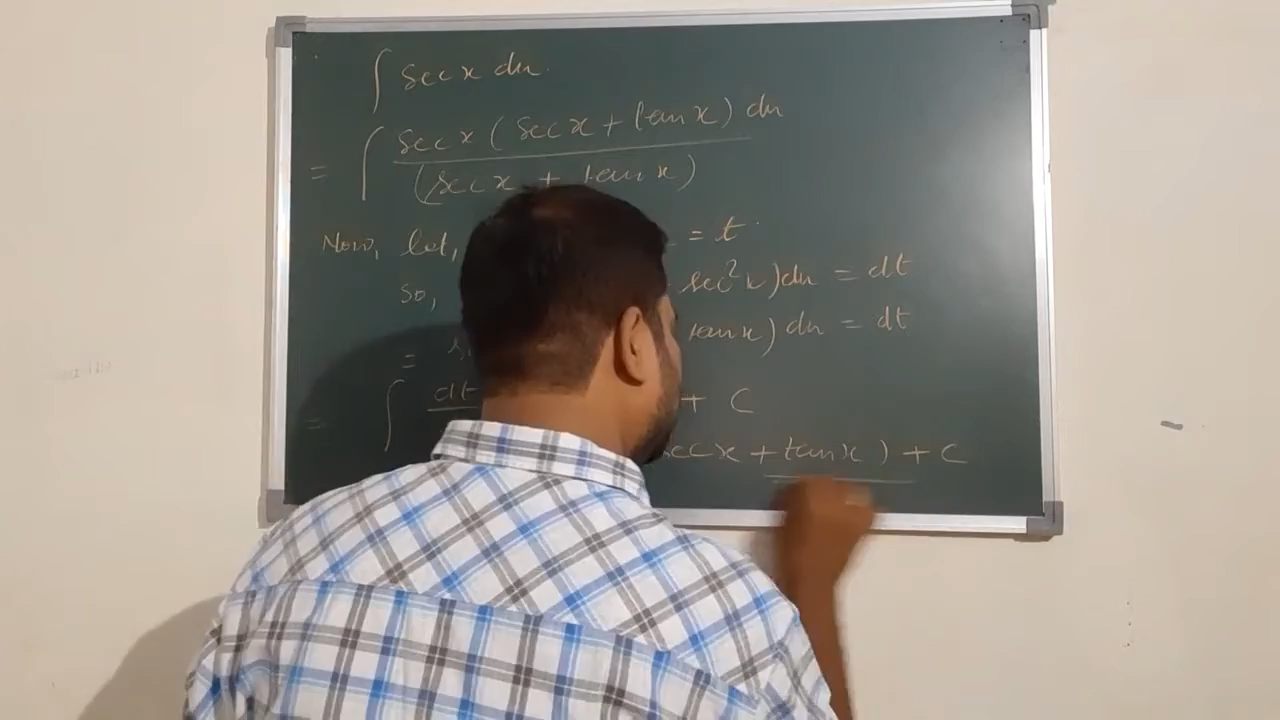 ∫ sec x dx.
= ∫ sec x ( sec x + tan x ) dx
( sec x + tan x )
Now, let, = t
so, sec²x ) dx = dt
= tan x ) dx = dt
= ∫ dt + C
sec x + tan x ) + C